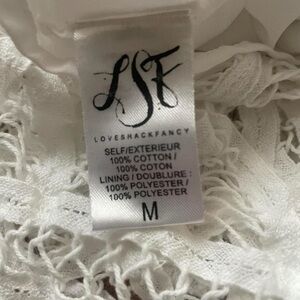 LSF
LOVESHACKFANCY
SELF/EXTERIEUR
100% COTTON /
100% COTON
LINING / DOUBLURE :
100% POLYESTER /
100% POLYESTER
M